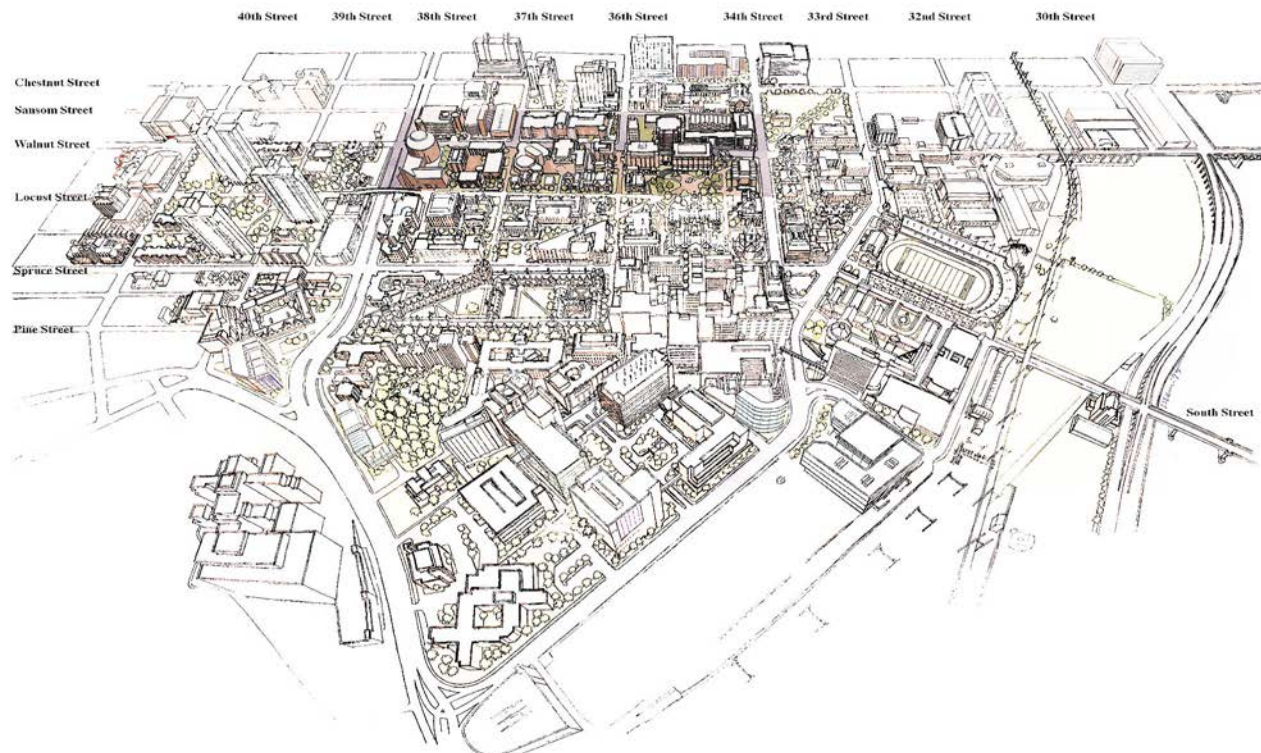 40th Street
39th Street
38th Street
37th Street
36th Street
34th Street
33rd Street
32nd Street
30th Street
Chestnut Street
Sansom Street
Walnut Street
Locust Street
Spruce Street
Pine Street
South Street